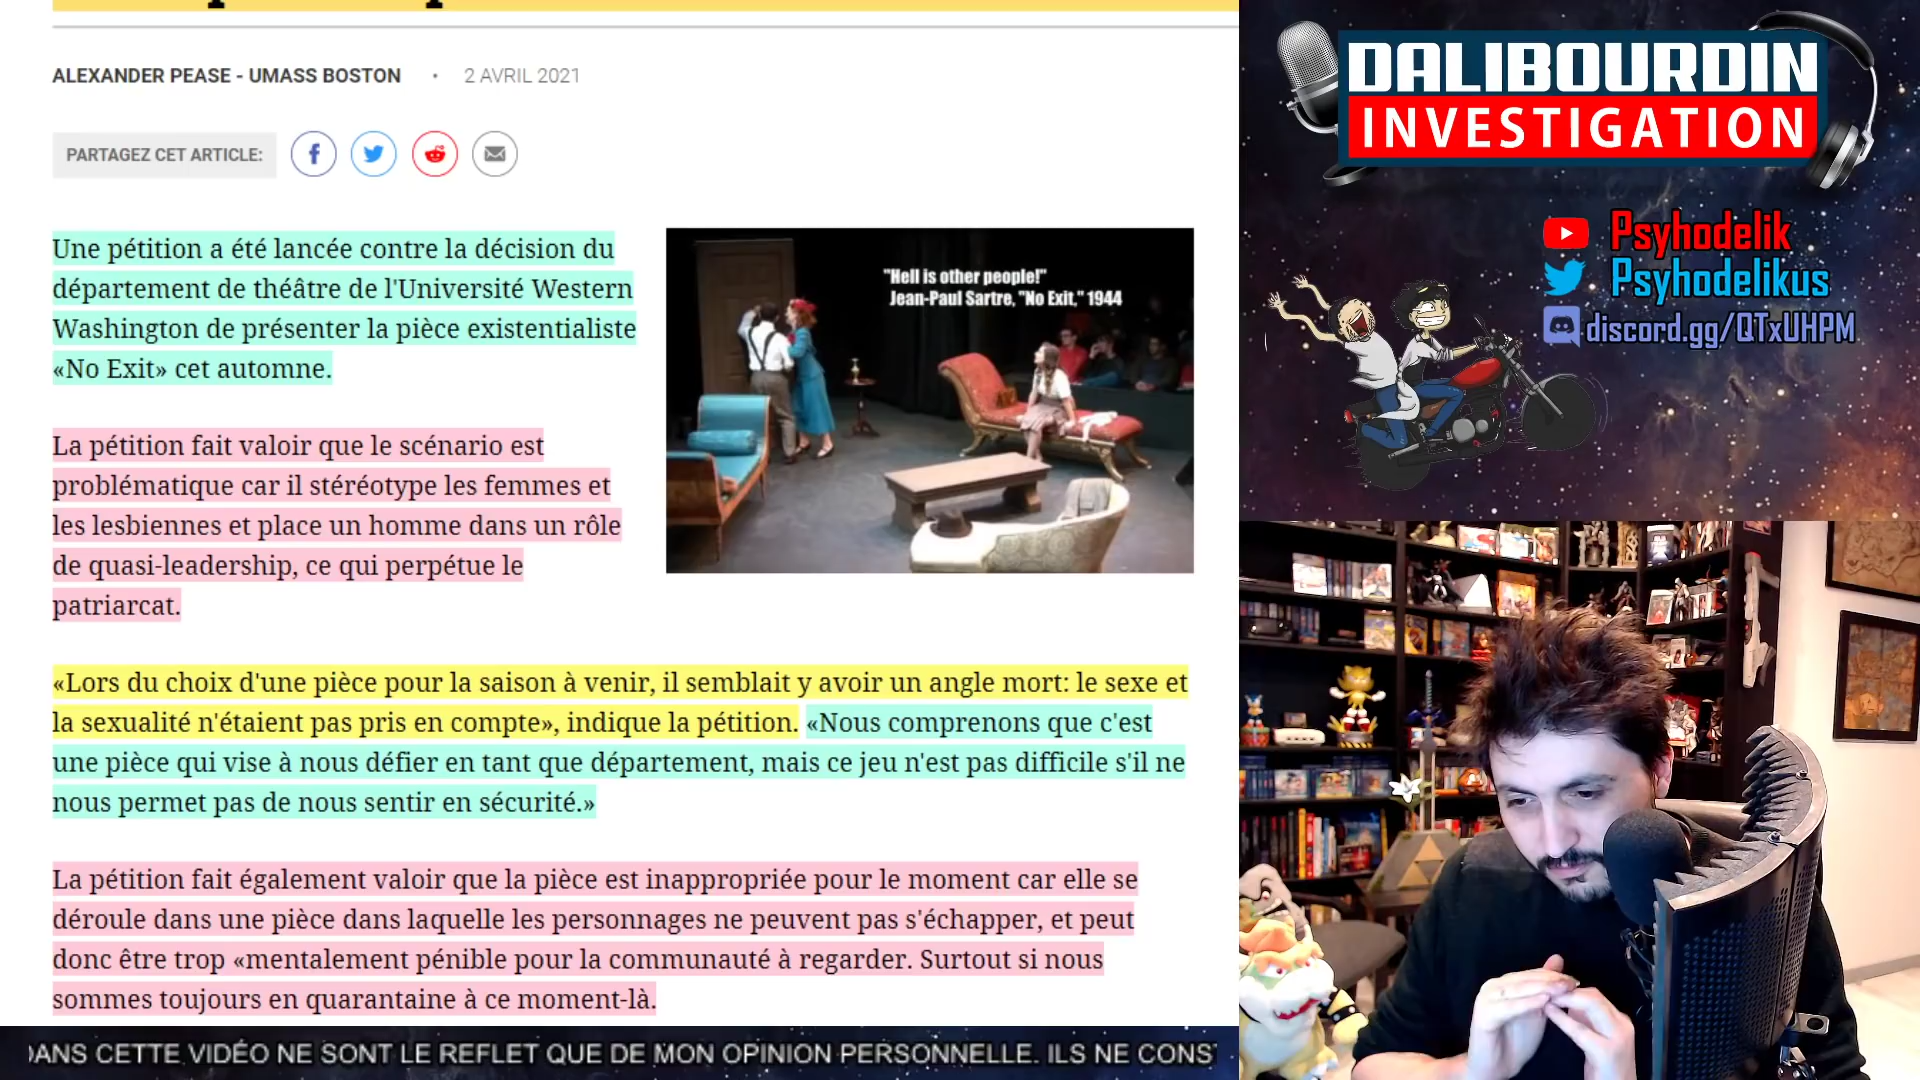 ALEXANDER PEASE - UMASS BOSTON • 2 AVRIL 2021
PARTAGEZ CET ARTICLE:
Une pétition a été lancée contre la décision du
département de théâtre de l'Université Western
Washington de présenter la pièce existentialiste
«No Exit» cet automne.
"Hell is other people!"
Jean-Paul Sartre, "No Exit," 1944
La pétition fait valoir que le scénario est
problématique car il stéréotype les femmes et
les lesbiennes et place un homme dans un rôle
de quasi-leadership, ce qui perpétue le
patriarcat.
«Lors du choix d'une pièce pour la saison à venir, il semblait y avoir un angle mort: le sexe et
la sexualité n'étaient pas pris en compte», indique la pétition. «Nous comprenons que c'est
une pièce qui vise à nous défier en tant que département, mais ce jeu n'est pas difficile s'il ne
nous permet pas de nous sentir en sécurité.»
La pétition fait également valoir que la pièce est inappropriée pour le moment car elle se
déroule dans une pièce dans laquelle les personnages ne peuvent pas s'échapper, et peut
donc être trop «mentalement pénible pour la communauté à regarder. Surtout si nous
sommes toujours en quarantaine à ce moment-là.
DANS CETTE VIDÉO NE SONT LE REFLET QUE DE MON OPINION PERSONNELLE. ILS NE CONS
DALIBOURDIN
INVESTIGATION
Psyhodelik
Psyhodelikus
discord.gg/QTxUHPM